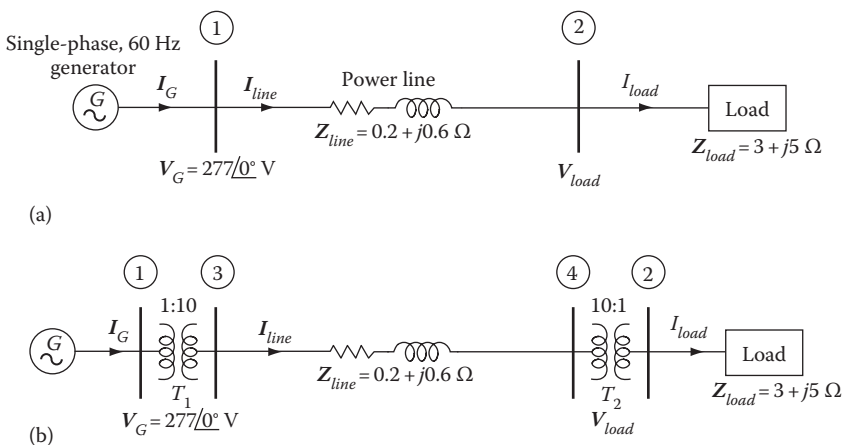 1
2
Single-phase, 60 Hz
generator
G
I_G
I_line
Power line
Z_line = 0.2 + j0.6 Ω
I_load
Load
Z_load = 3 + j5 Ω
V_G = 277/0° V
V_load
(a)
1
3
4
2
1:10
10:1
G
I_G
I_line
I_load
Load
Z_line = 0.2 + j0.6 Ω
T_1
T_2
Z_load = 3 + j5 Ω
V_G = 277/0° V
V_load
(b)